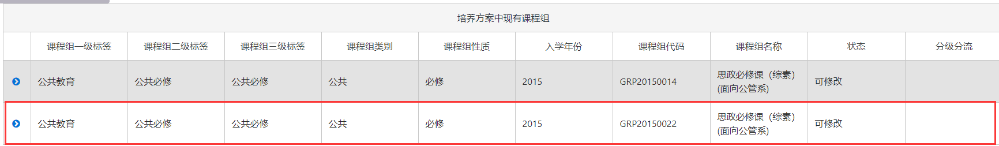 培养方案中现有课程组
课程组一级标签 课程组二级标签 课程组三级标签 课程组类别 课程组性质 入学年份 课程组代码 课程组名称 状态 分级分流
公共教育 公共必修 公共必修 公共 必修 2015 GRP20150014 思政必修课（综素） 可修改
(面向公管系)
公共教育 公共必修 公共必修 公共 必修 2015 GRP20150022 思政必修课（综素） 可修改
(面向公管系)